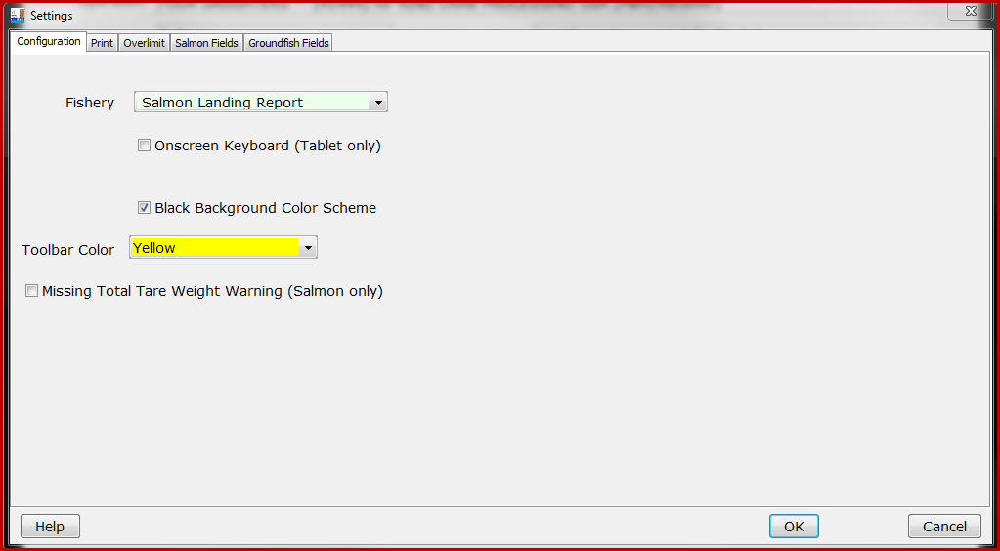 Settings
Configuration Print Overlimit Salmon Fields Groundfish Fields
Fishery Salmon Landing Report
Onscreen Keyboard (Tablet only)
Black Background Color Scheme
Toolbar Color Yellow
Missing Total Tare Weight Warning (Salmon only)
Help OK Cancel